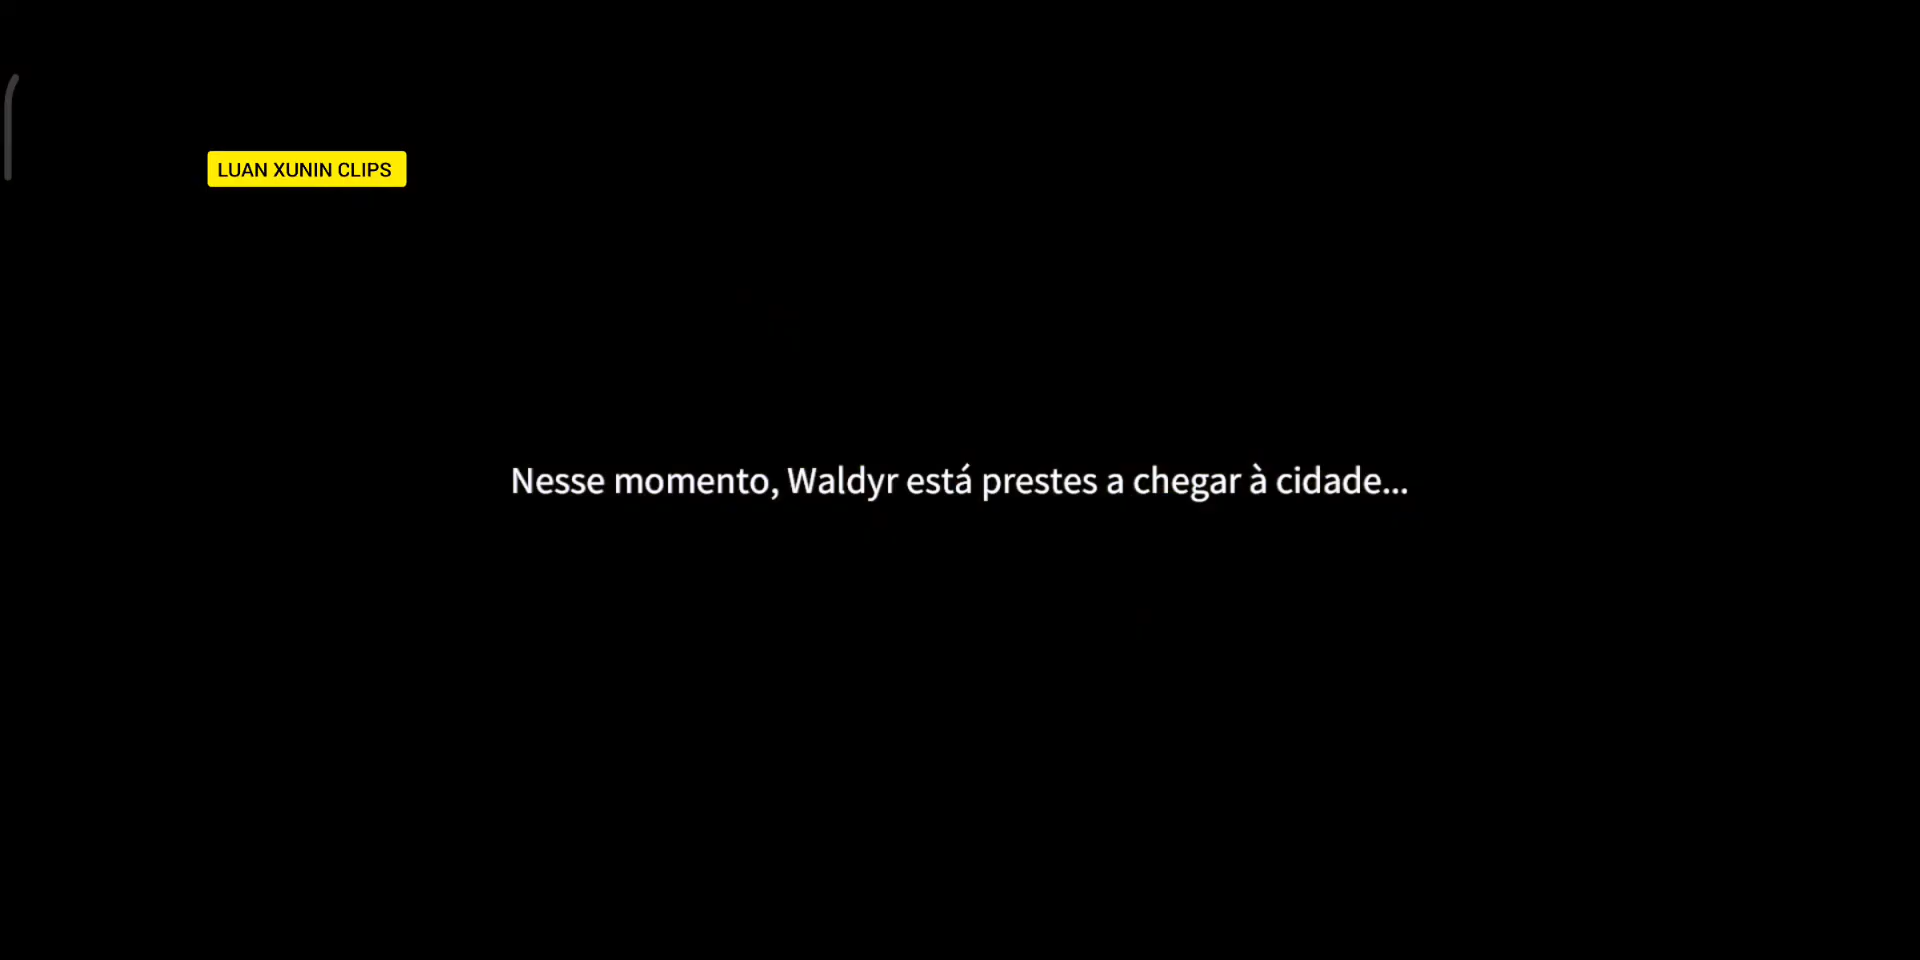 LUAN XUNIN CLIPS
Nesse momento, Waldyr está prestes a chegar à cidade...